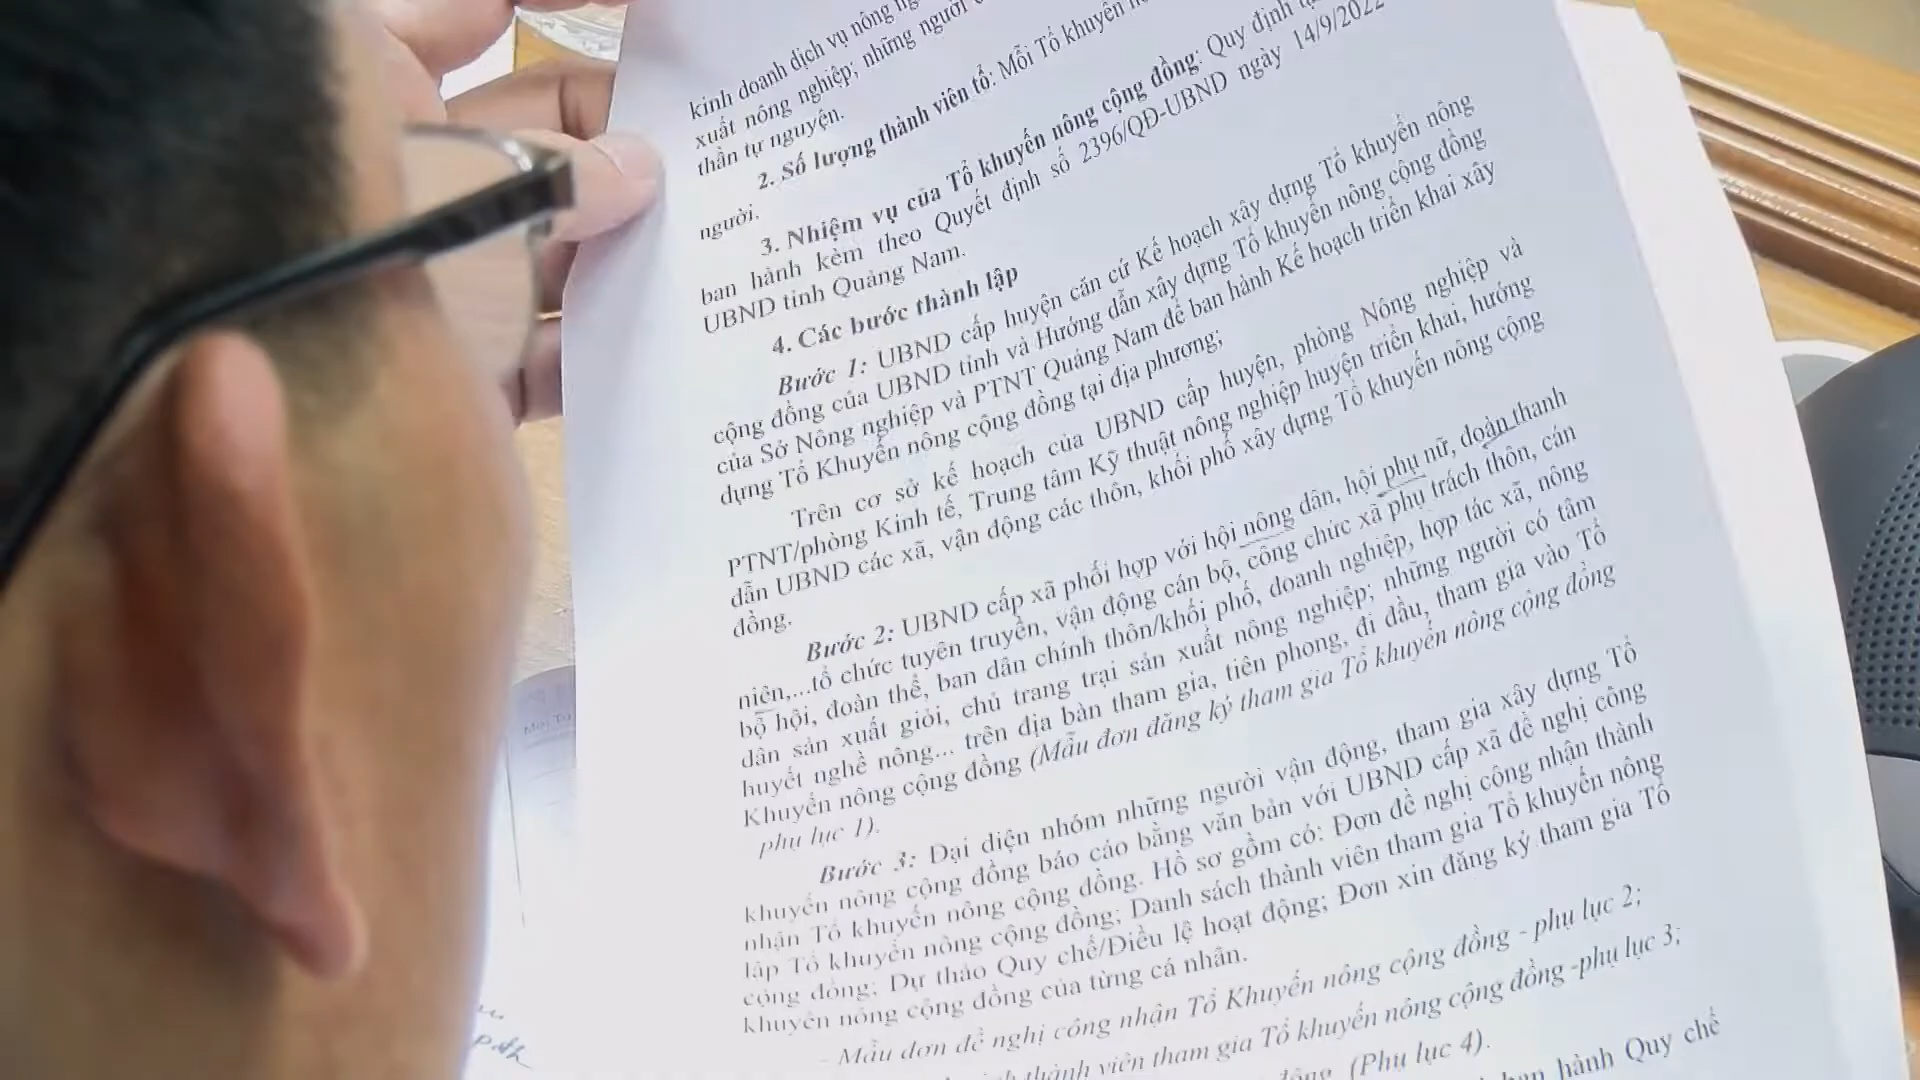 kinh doanh dịch vụ nông
xuất nông nghiệp; những người
thần tự nguyện.
2. Số lượng thành viên tổ: Mỗi Tổ khuyến
người.
3. Nhiệm vụ của Tổ khuyến nông cộng đồng: Quy định
ban hành kèm theo Quyết định số 2396/QĐ-UBND ngày 14/9/2022
UBND tỉnh Quảng Nam.
4. Các bước thành lập
Bước 1: UBND cấp huyện căn cứ Kế hoạch xây dựng Tổ khuyến nông
cộng đồng của UBND tỉnh và Hướng dẫn xây dựng Tổ khuyến nông cộng đồng
của Sở Nông nghiệp và PTNT Quảng Nam để ban hành Kế hoạch triển khai xây
dựng Tổ Khuyến nông cộng đồng tại địa phương;
Trên cơ sở kế hoạch của UBND cấp huyện, phòng Nông nghiệp và
PTNT/phòng Kinh tế, Trung tâm Kỹ thuật nông nghiệp huyện triển khai, hướng
dẫn UBND các xã, vận động các thôn, khối phố xây dựng Tổ khuyến nông cộng
đồng.
Bước 2: UBND cấp xã phối hợp với hội nông dân, hội phụ nữ, đoàn thanh
niên,...tổ chức tuyên truyền, vận động cán bộ, công chức xã phụ trách thôn, cán
bộ hội, đoàn thể, ban dân chính thôn/khối phố, doanh nghiệp, hợp tác xã, nông
dân sản xuất giỏi, chủ trang trại sản xuất nông nghiệp; những người có tâm
huyết nghề nông... trên địa bàn tham gia, tiên phong, đi đầu, tham gia vào Tổ
Khuyến nông cộng đồng (Mẫu đơn đăng ký tham gia Tổ khuyến nông cộng đồng
phụ lục 1).
Bước 3: Đại diện nhóm những người vận động, tham gia xây dựng Tổ
khuyến nông cộng đồng báo cáo bằng văn bản với UBND cấp xã đề nghị công
nhận Tổ khuyến nông cộng đồng. Hồ sơ gồm có: Đơn đề nghị công nhận thành
lập Tổ khuyến nông cộng đồng; Danh sách thành viên tham gia Tổ khuyến nông
cộng đồng; Dự thảo Quy chế/Điều lệ hoạt động; Đơn xin đăng ký tham gia Tổ
khuyến nông cộng đồng của từng cá nhân.
- Mẫu đơn đề nghị công nhận Tổ Khuyến nông cộng đồng - phụ lục 2;
thành viên tham gia Tổ khuyến nông cộng đồng -phụ lục 3;
(Phụ lục 4).
hành Quy chế